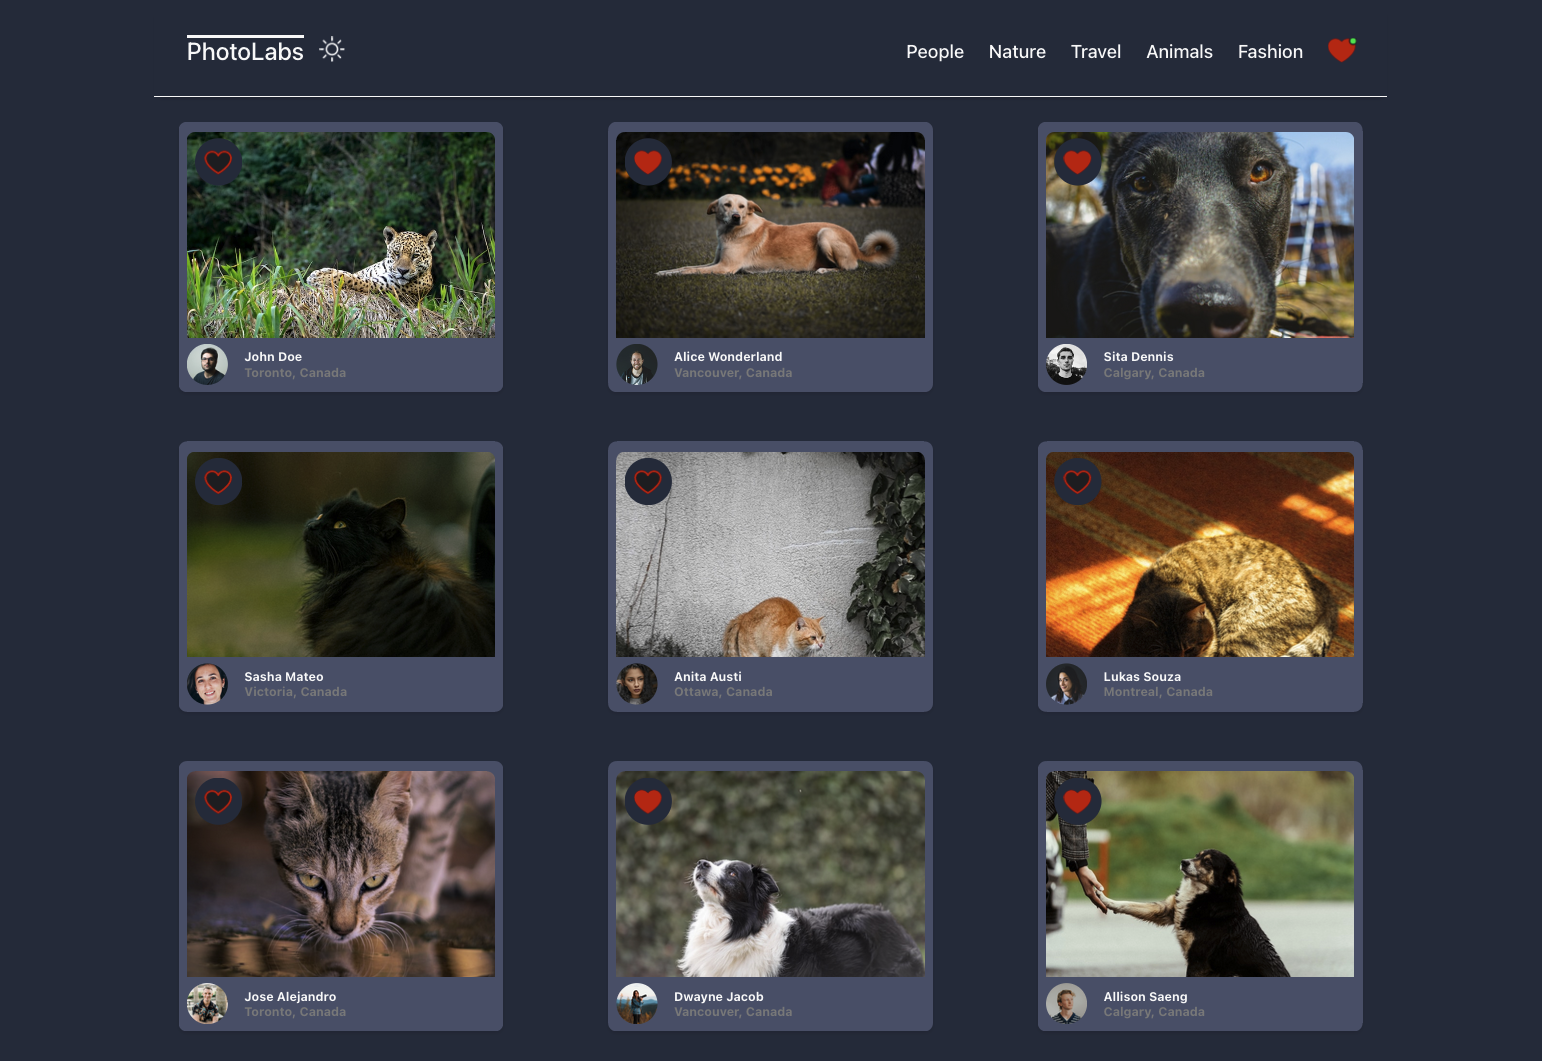 PhotoLabs
People Nature Travel Animals Fashion
John Doe
Toronto, Canada
Alice Wonderland
Vancouver, Canada
Sita Dennis
Calgary, Canada
Sasha Mateo
Victoria, Canada
Anita Austi
Ottawa, Canada
Lukas Souza
Montreal, Canada
Jose Alejandro
Toronto, Canada
Dwayne Jacob
Vancouver, Canada
Allison Saeng
Calgary, Canada